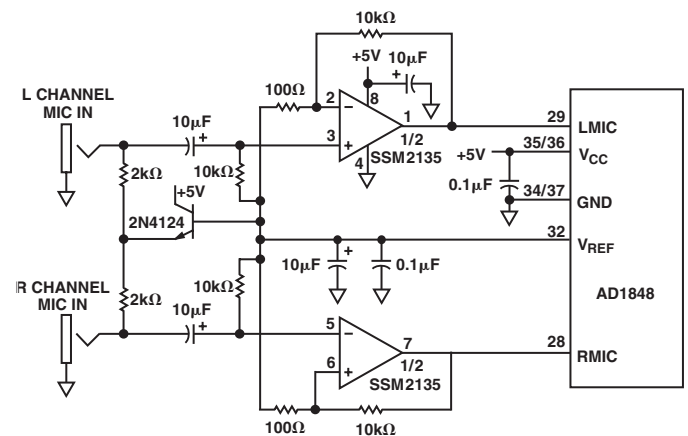 10kΩ
+5V
10µF
+
100Ω
2
−
8
1
3
+
4
1/2
SSM2135
L CHANNEL
MIC IN
10µF
+
2kΩ
10kΩ
+5V
2N4124
29
LMIC
+5V
35/36
VCC
0.1µF
34/37
GND
32
VREF
10µF
+
0.1µF
AD1848
R CHANNEL
MIC IN
2kΩ
10kΩ
10µF
+
5
−
6
+
7
1/2
SSM2135
28
RMIC
100Ω
10kΩ